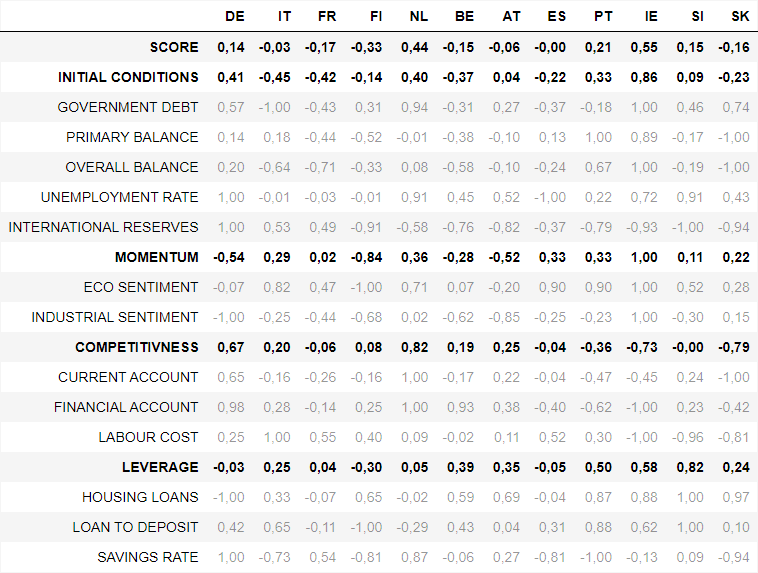 DE IT FR FI NL BE AT ES PT IE SI SK
SCORE 0,14 -0,03 -0,17 -0,33 0,44 -0,15 -0,06 -0,00 0,21 0,55 0,15 -0,16
INITIAL CONDITIONS 0,41 -0,45 -0,42 -0,14 0,40 -0,37 0,04 -0,22 0,33 0,86 0,09 -0,23
GOVERNMENT DEBT 0,57 -1,00 -0,43 0,31 0,94 -0,31 0,27 -0,37 -0,18 1,00 0,46 0,74
PRIMARY BALANCE 0,14 0,18 -0,44 -0,52 -0,01 -0,38 -0,10 0,13 1,00 0,89 -0,17 -1,00
OVERALL BALANCE 0,20 -0,64 -0,71 -0,33 0,08 -0,58 -0,10 -0,24 0,67 1,00 -0,19 -1,00
UNEMPLOYMENT RATE 1,00 -0,01 -0,03 -0,01 0,91 0,45 0,52 -1,00 0,22 0,72 0,91 0,43
INTERNATIONAL RESERVES 1,00 0,53 0,49 -0,91 -0,58 -0,76 -0,82 -0,37 -0,79 -0,93 -1,00 -0,94
MOMENTUM -0,54 0,29 0,02 -0,84 0,36 -0,28 -0,52 0,33 0,33 1,00 0,11 0,22
ECO SENTIMENT -0,07 0,82 0,47 -1,00 0,71 0,07 -0,20 0,90 0,90 1,00 0,52 0,28
INDUSTRIAL SENTIMENT -1,00 -0,25 -0,44 -0,68 0,02 -0,62 -0,85 -0,25 -0,23 1,00 -0,30 0,15
COMPETITIVNESS 0,67 0,20 -0,06 0,08 0,82 0,19 0,25 -0,04 -0,36 -0,73 -0,00 -0,79
CURRENT ACCOUNT 0,65 -0,16 -0,26 -0,16 1,00 -0,17 0,22 -0,04 -0,47 -0,45 0,24 -1,00
FINANCIAL ACCOUNT 0,98 0,28 -0,14 0,25 1,00 0,93 0,38 -0,40 -0,62 -1,00 0,23 -0,42
LABOUR COST 0,25 1,00 0,55 0,40 0,09 -0,02 0,11 0,52 0,30 -1,00 -0,96 -0,81
LEVERAGE -0,03 0,25 0,04 -0,30 0,05 0,39 0,35 -0,05 0,50 0,58 0,82 0,24
HOUSING LOANS -1,00 0,33 -0,07 0,65 -0,02 0,59 0,69 -0,04 0,87 0,88 1,00 0,97
LOAN TO DEPOSIT 0,42 0,65 -0,11 -1,00 -0,29 0,43 0,04 0,31 0,88 0,62 1,00 0,10
SAVINGS RATE 1,00 -0,73 0,54 -0,81 0,87 -0,06 0,27 -0,81 -1,00 -0,13 0,09 -0,94